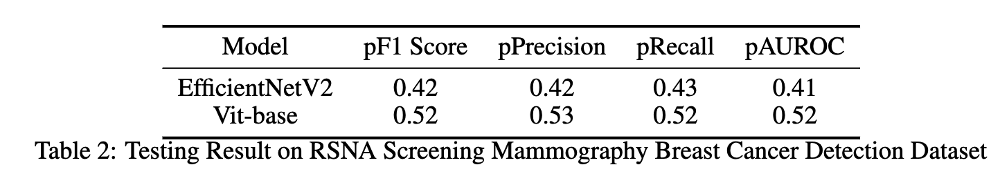 Model pF1 Score pPrecision pRecall pAUROC
EfficientNetV2 0.42 0.42 0.43 0.41
Vit-base 0.52 0.53 0.52 0.52
Table 2: Testing Result on RSNA Screening Mammography Breast Cancer Detection Dataset